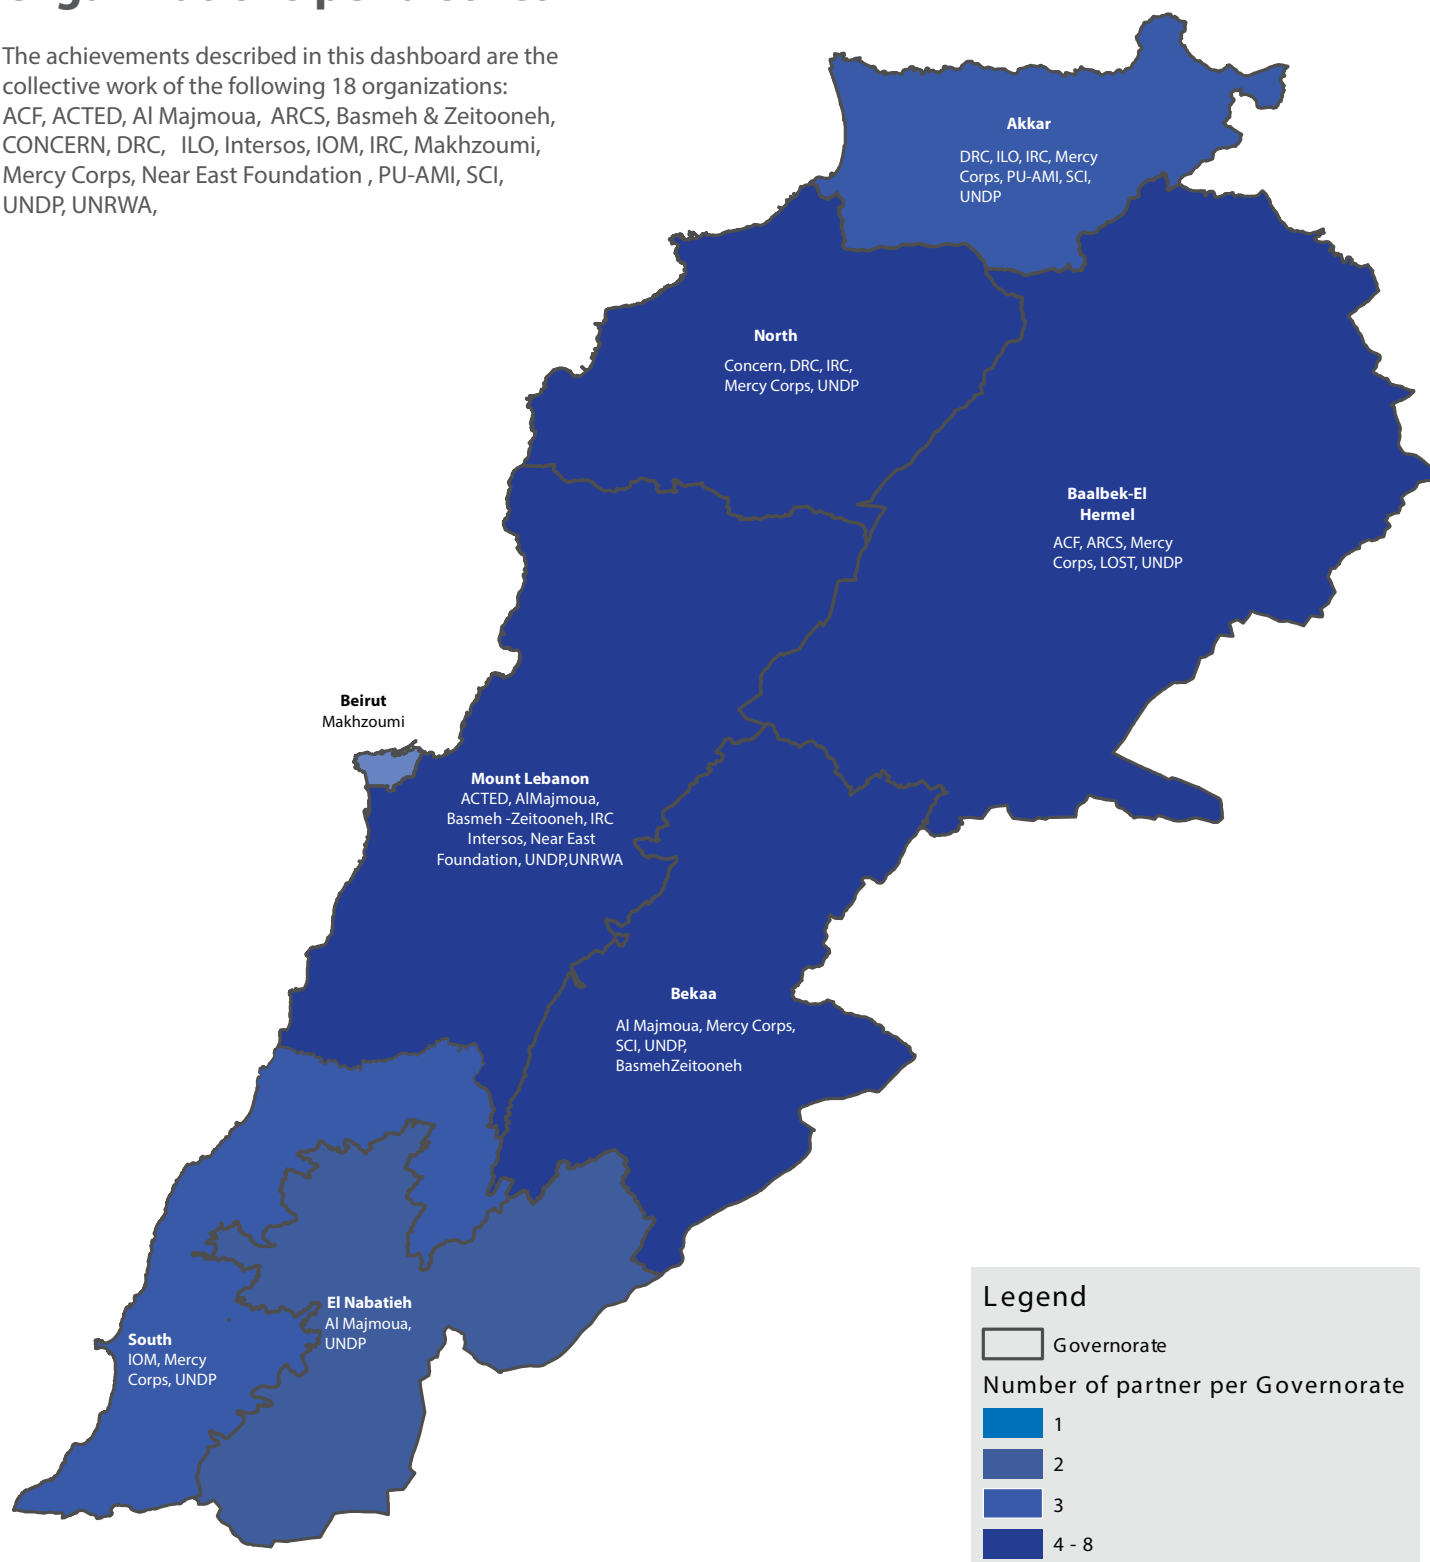 The achievements described in this dashboard are the
collective work of the following 18 organizations:
ACF, ACTED, Al Majmoua, ARCS, Basmeh & Zeitooneh,
CONCERN, DRC, ILO, Intersos, IOM, IRC, Makhzoumi,
Mercy Corps, Near East Foundation , PU-AMI, SCI,
UNDP, UNRWA,
Akkar
DRC, ILO, IRC, Mercy
Corps, PU-AMI, SCI,
UNDP
North
Concern, DRC, IRC,
Mercy Corps, UNDP
Baalbek-El
Hermel
ACF, ARCS, Mercy
Corps, LOST, UNDP
Beirut
Makhzoumi
Mount Lebanon
ACTED, AlMajmoua,
Basmeh -Zeitooneh, IRC
Intersos, Near East
Foundation, UNDP,UNRWA
Bekaa
Al Majmoua, Mercy Corps,
SCI, UNDP,
BasmehZeitooneh
El Nabatieh
Al Majmoua,
UNDP
South
IOM, Mercy
Corps, UNDP
Legend
Governorate
Number of partner per Governorate
1
2
3
4 - 8